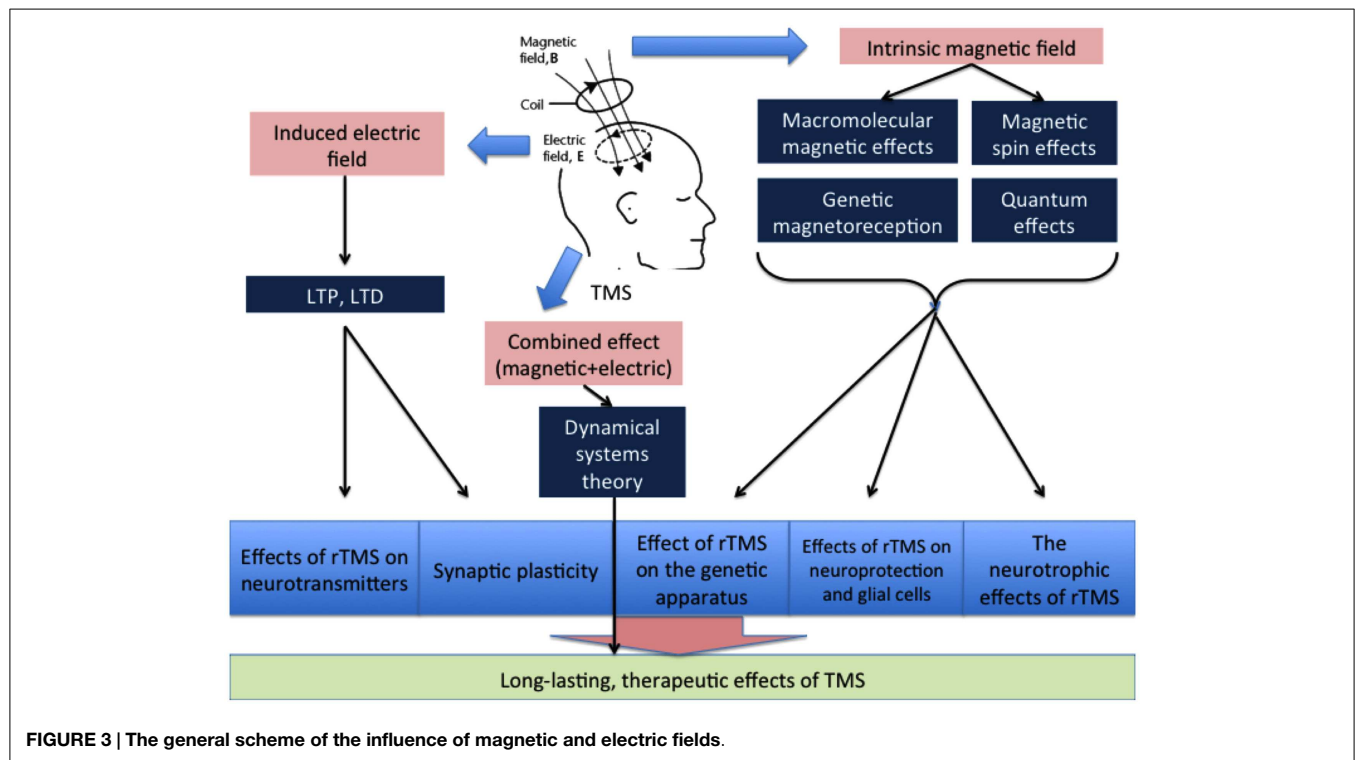 Magnetic
field, B
Coil
Electric
field, E
TMS
Intrinsic magnetic field
Macromolecular
magnetic effects
Magnetic
spin effects
Genetic
magnetoreception
Quantum
effects
Induced electric
field
LTP, LTD
Combined effect
(magnetic+electric)
Dynamical
systems
theory
Effects of rTMS on
neurotransmitters
Synaptic plasticity
Effect of rTMS
on the genetic
apparatus
Effects of rTMS on
neuroprotection
and glial cells
The
neurotrophic
effects of rTMS
Long-lasting, therapeutic effects of TMS
FIGURE 3 | The general scheme of the influence of magnetic and electric fields.